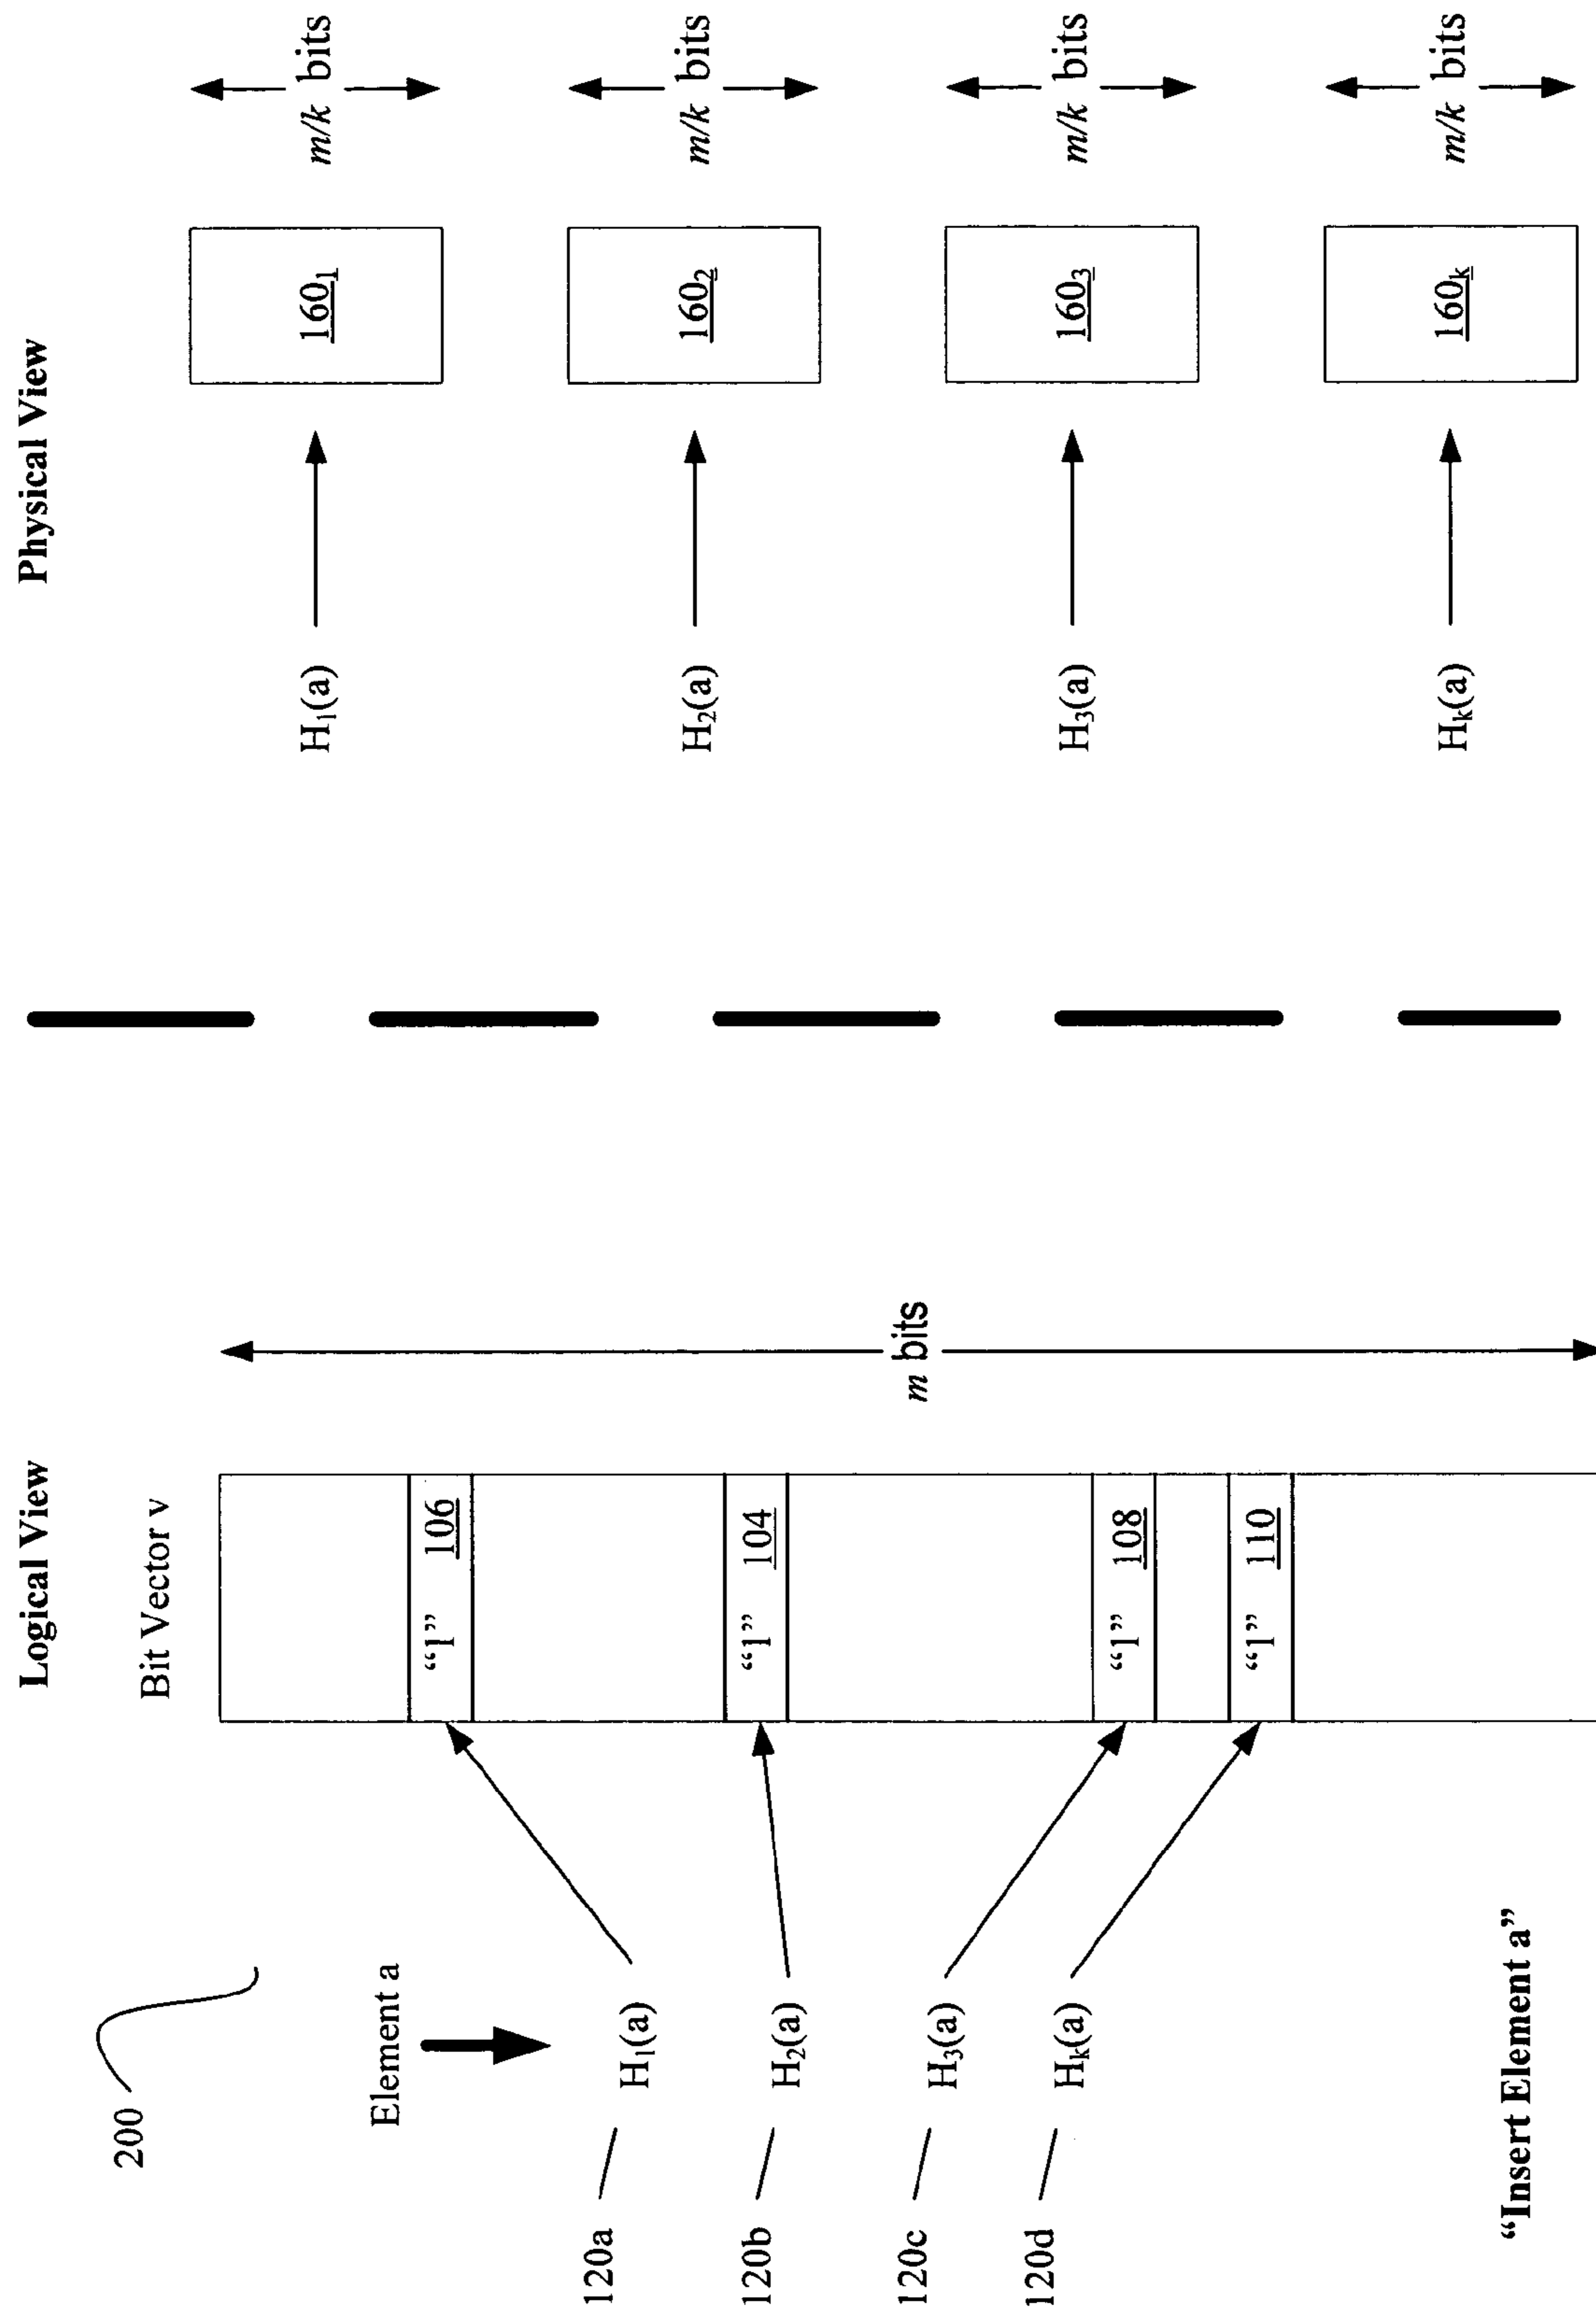 Logical View
Physical View
200
Bit Vector v
Element a
120a
H₁(a)
120b
H₂(a)
120c
H₃(a)
120d
Hₖ(a)
“1” 106
“1” 104
“1” 108
“1” 110
m bits
“Insert Element a”
H₁(a)
160₁
m/k bits
H₂(a)
160₂
m/k bits
H₃(a)
160₃
m/k bits
Hₖ(a)
160ₖ
m/k bits